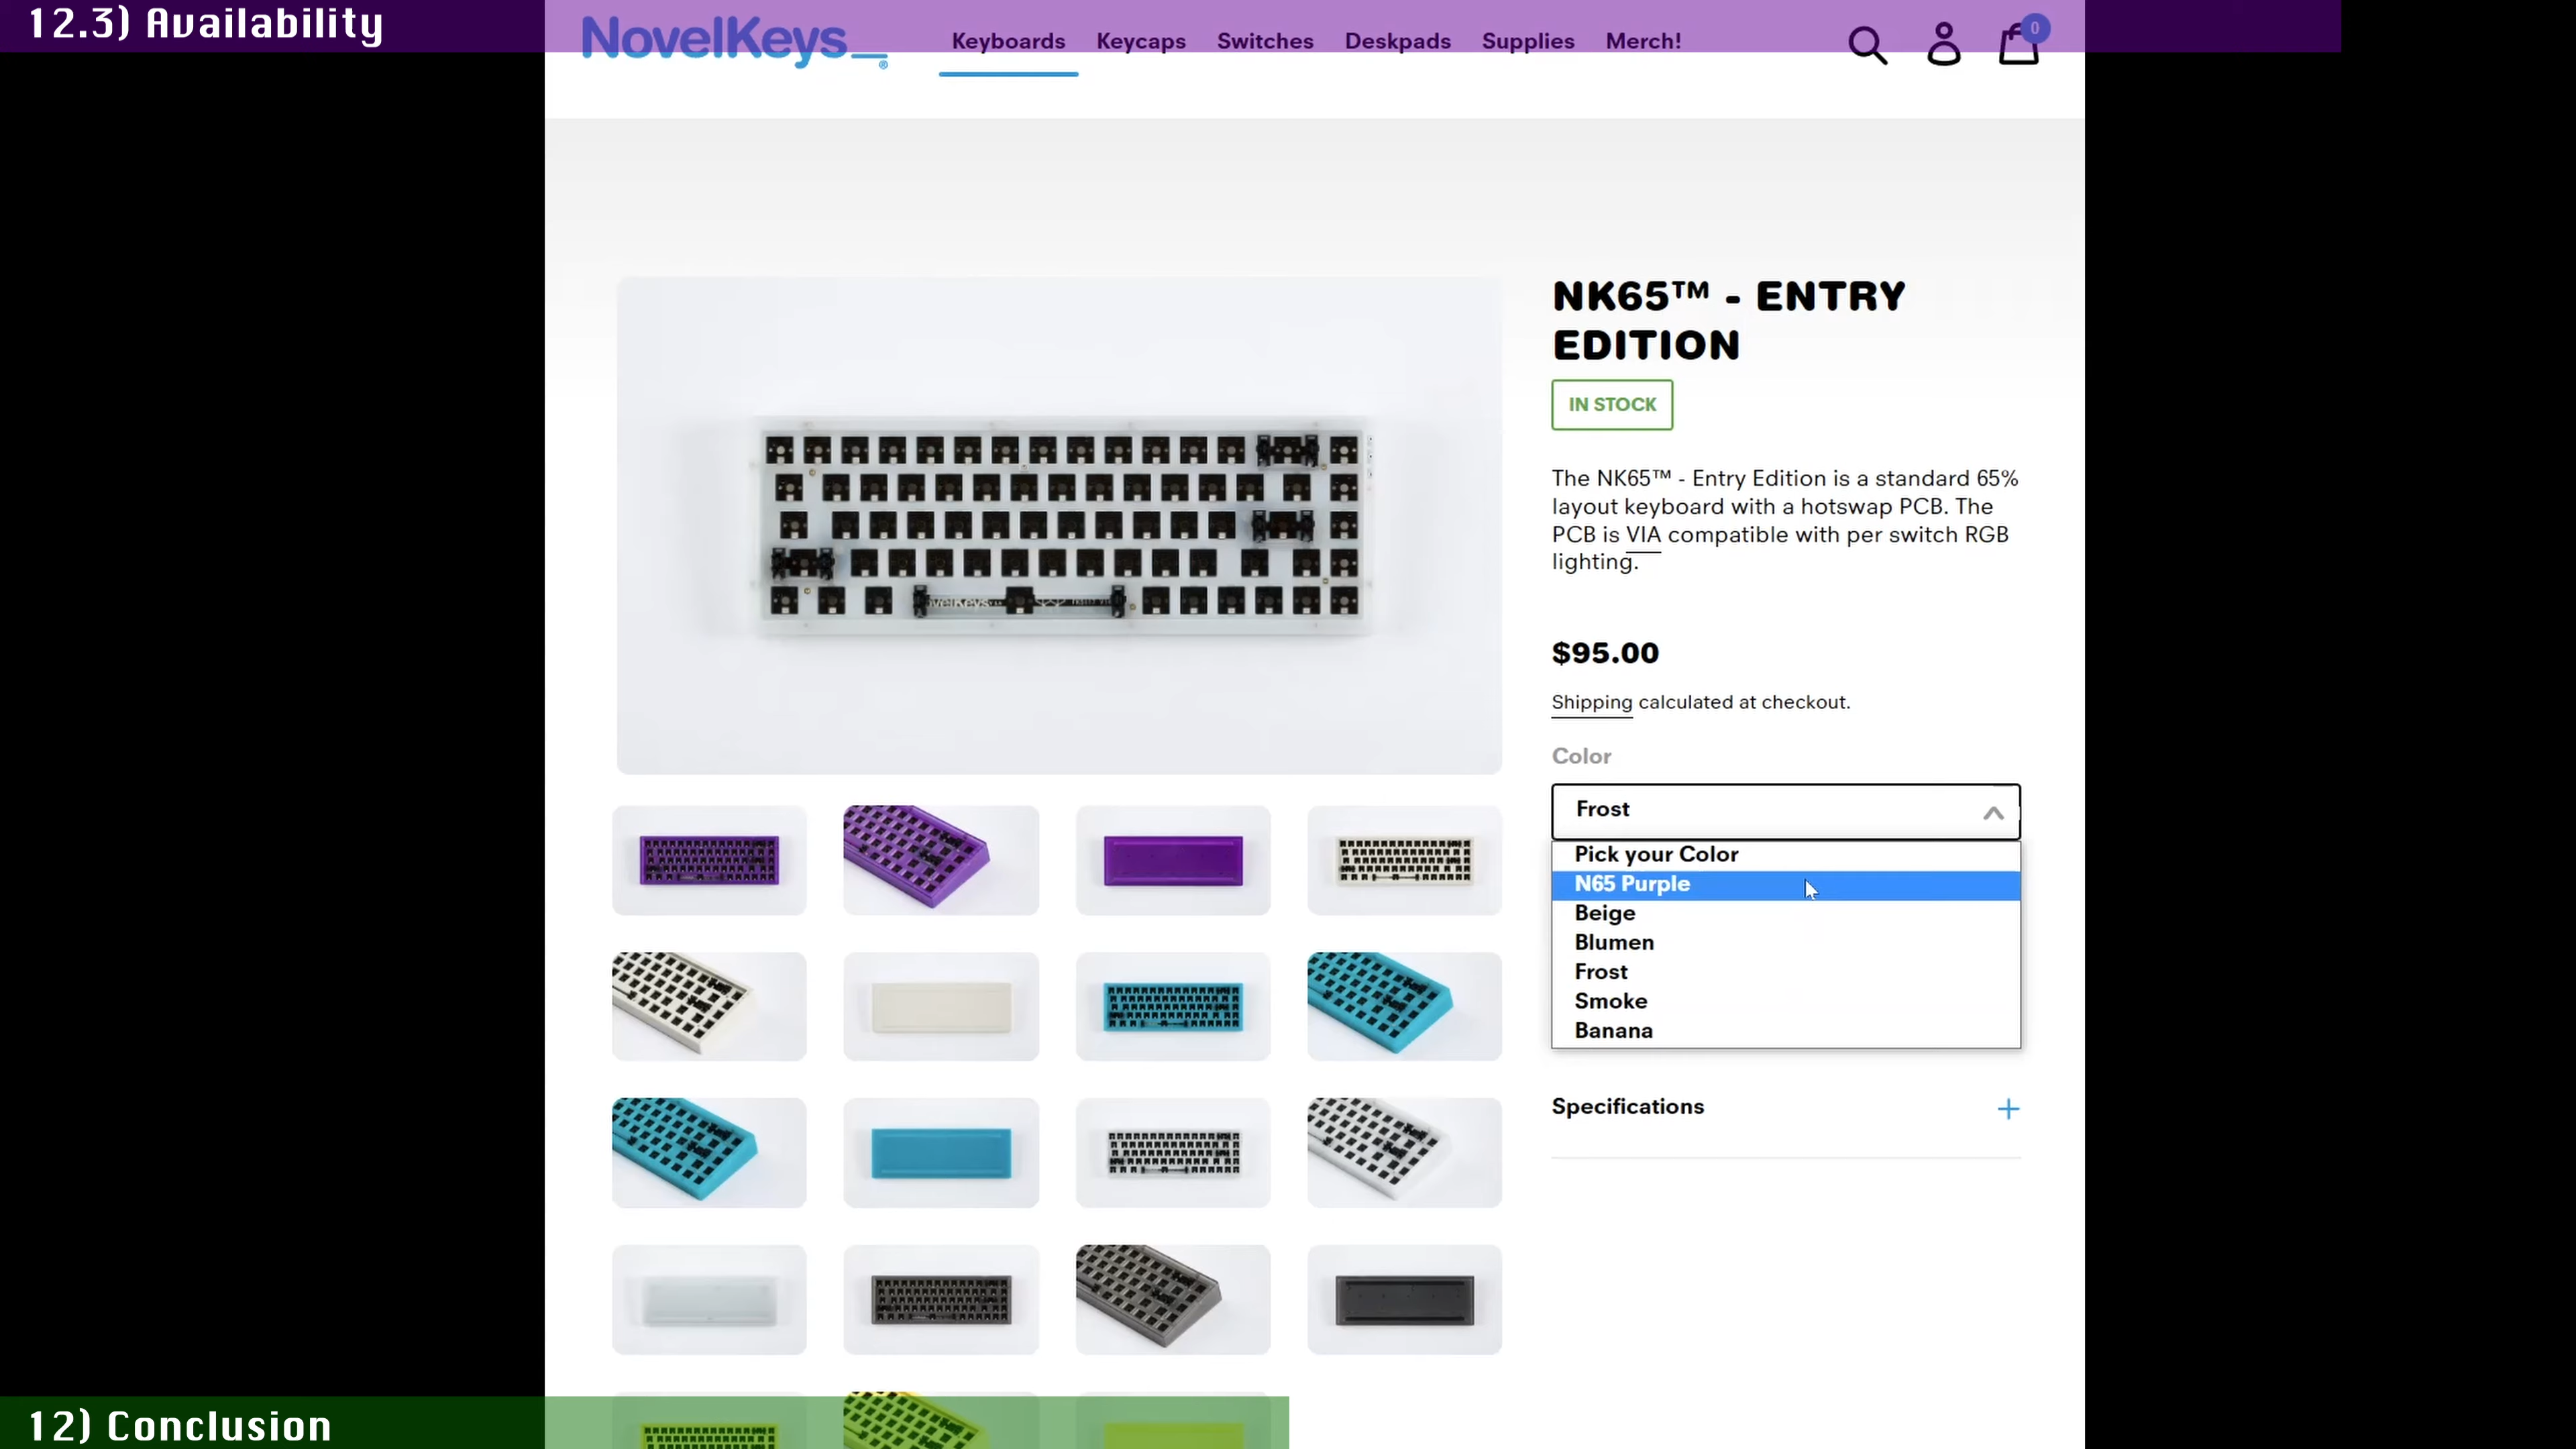 12.3) Availability
NovelKeys__®
Keyboards
Keycaps
Switches
Deskpads
Supplies
Merch!
0
NK65™ - ENTRY
EDITION
IN STOCK
The NK65™ - Entry Edition is a standard 65%
layout keyboard with a hotswap PCB. The
PCB is VIA compatible with per switch RGB
lighting.
$95.00
Shipping calculated at checkout.
Color
Frost
Pick your Color
N65 Purple
Beige
Blumen
Frost
Smoke
Banana
Specifications
12) Conclusion